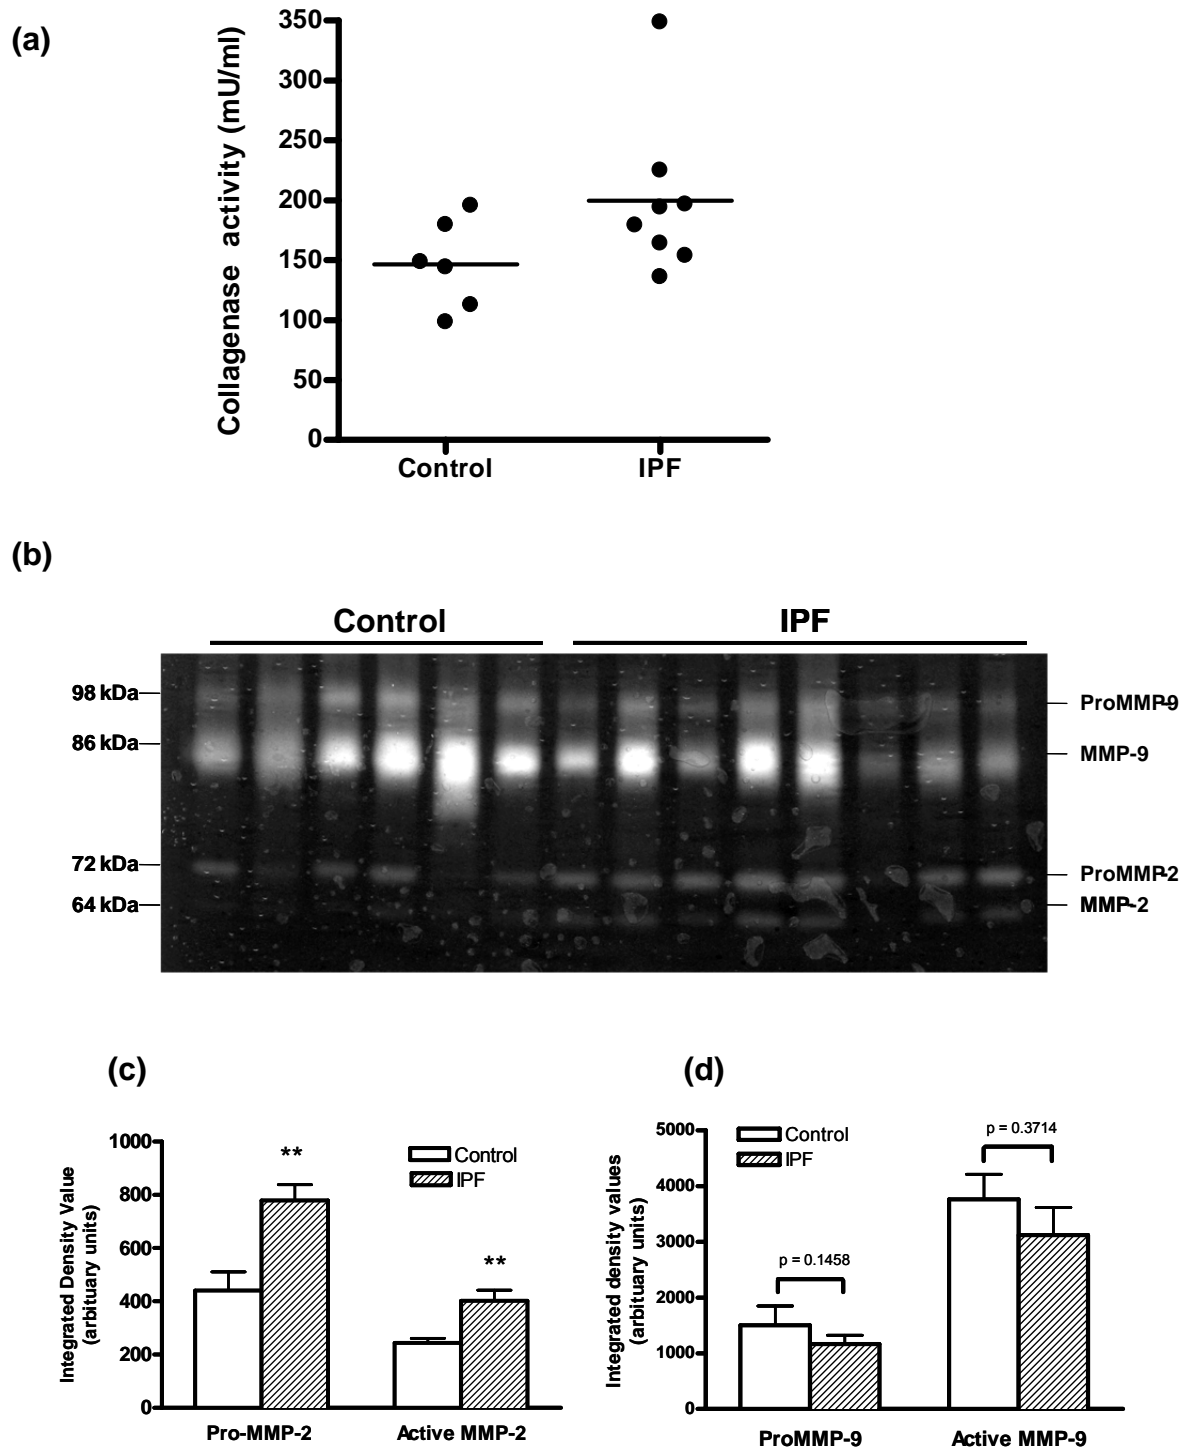 (a)
Collagenase activity (mU/ml)
350
300
250
200
150
100
50
0
Control IPF
(b)
Control IPF
98 kDa
86 kDa
72 kDa
64 kDa
ProMMP-9
MMP-9
ProMMP-2
MMP-2
(c)
Integrated Density Value
(arbituary units)
1000
800
600
400
200
0
**
**
Control
IPF
Pro-MMP-2 Active MMP-2
(d)
Integrated density values
(arbituary units)
5000
4000
3000
2000
1000
0
Control
IPF
p = 0.1458
p = 0.3714
ProMMP-9 Active MMP-9